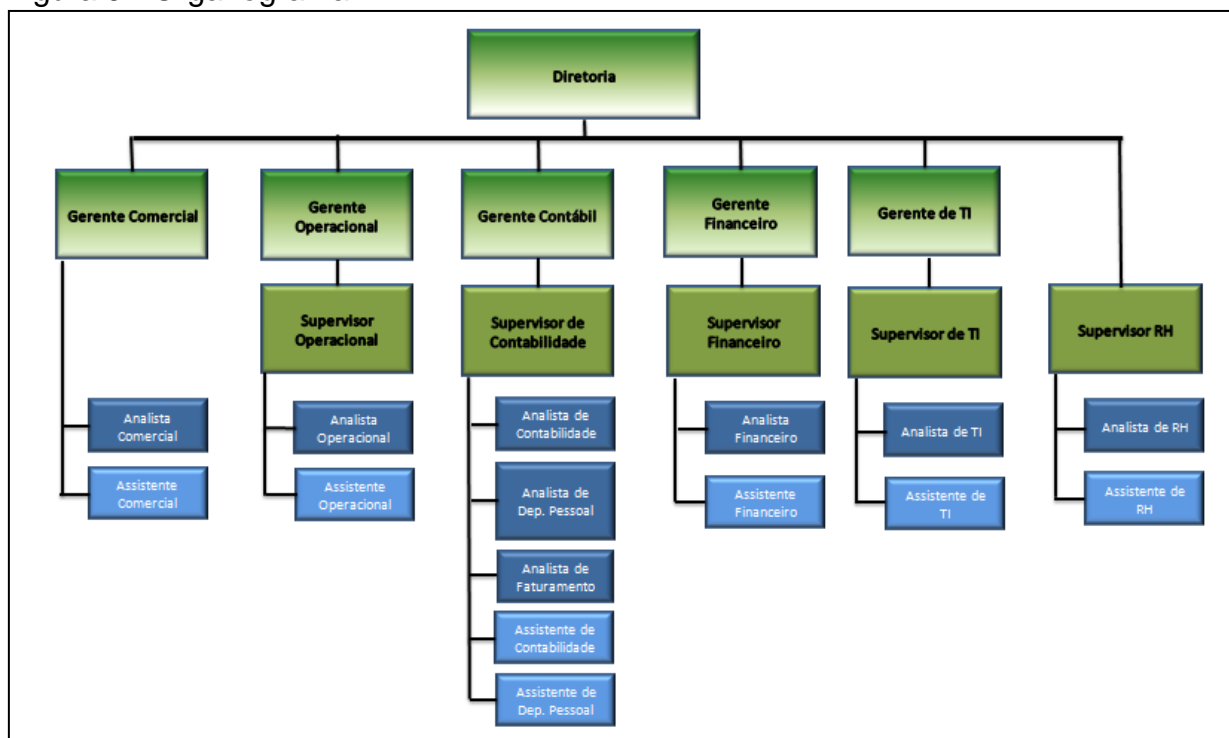 Diretoria
Gerente Comercial
Gerente
Operacional
Gerente Contábil
Gerente
Financeiro
Gerente de TI
Supervisor
Operacional
Supervisor de
Contabilidade
Supervisor
Financeiro
Supervisor de TI
Supervisor RH
Analista
Comercial
Assistente
Comercial
Analista
Operacional
Assistente
Operacional
Analista de
Contabilidade
Analista de
Dep. Pessoal
Analista de
Faturamento
Assistente de
Contabilidade
Assistente de
Dep. Pessoal
Analista
Financeiro
Assistente
Financeiro
Analista de TI
Assistente de
TI
Analista de RH
Assistente de
RH